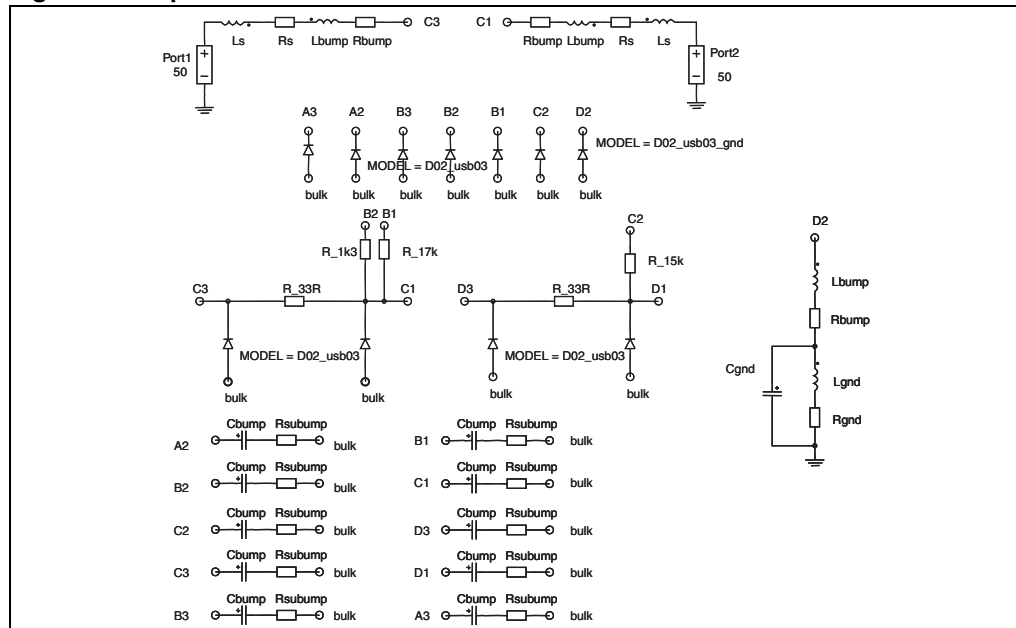 C3
C1
Ls Rs Lbump Rbump
Rbump Lbump Rs Ls
Port1
50
Port2
50
A3 A2 B3 B2 B1 C2 D2
MODEL = D02_usb03_gnd
MODEL = D02_usb03
bulk bulk bulk bulk bulk bulk bulk
B2 B1
R_1k3 R_17k
C3 R_33R C1
MODEL = D02_usb03
bulk bulk
C2
R_15k
D3 R_33R D1
MODEL = D02_usb03
bulk bulk
D2
Lbump
Rbump
Cgnd
Lgnd
Rgnd
A2 Cbump Rsubump bulk
B1 Cbump Rsubump bulk
B2 Cbump Rsubump bulk
C1 Cbump Rsubump bulk
C2 Cbump Rsubump bulk
D3 Cbump Rsubump bulk
C3 Cbump Rsubump bulk
D1 Cbump Rsubump bulk
B3 Cbump Rsubump bulk
A3 Cbump Rsubump bulk